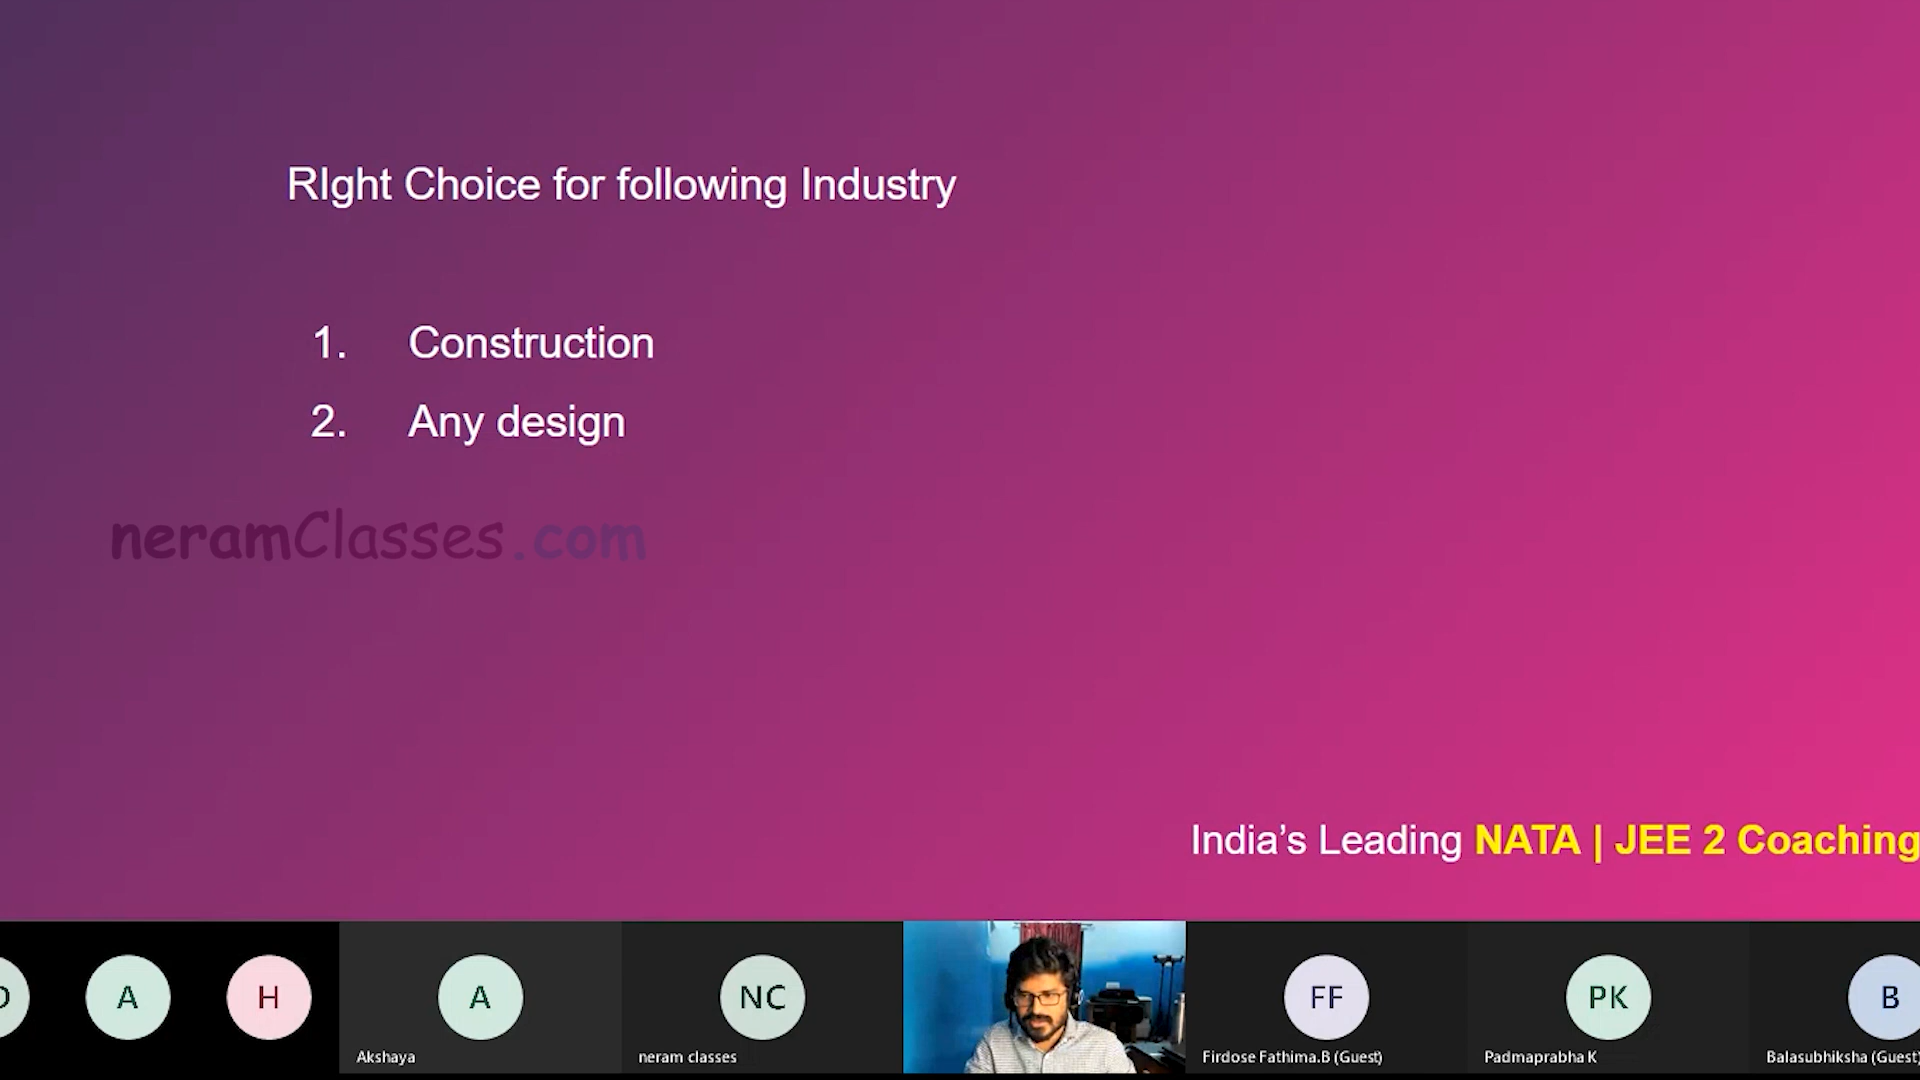 RIght Choice for following Industry
1. Construction
2. Any design
neramClasses.com
India’s Leading NATA | JEE 2 Coaching
A
H
A
NC
FF
PK
B
Akshaya
neram classes
Firdose Fathima.B (Guest)
Padmaprabha K
Balasubhiksha (Guest)